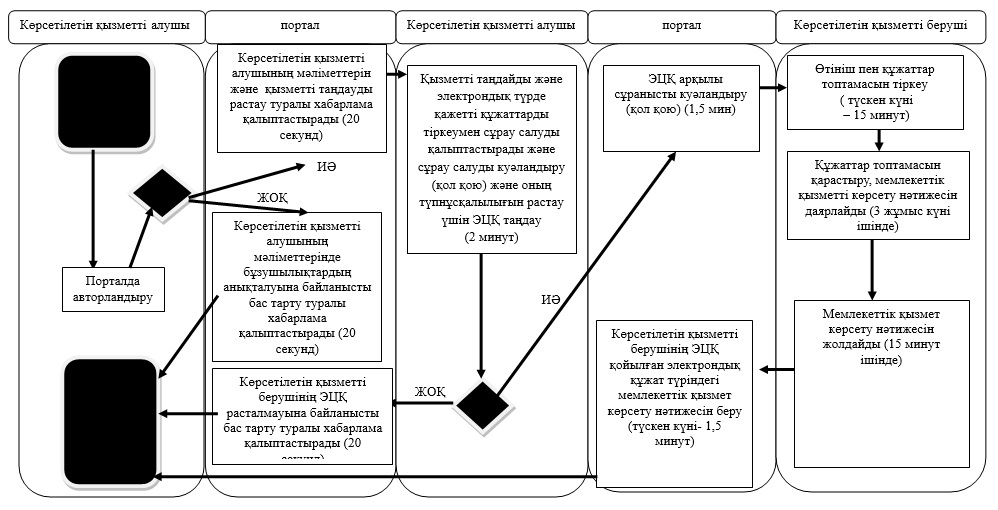 Көрсетілетін қызметті алушы
портал
Көрсетілетін қызметті алушы
портал
Көрсетілетін қызметті беруші
Порталда
авторландыру
Көрсетілетін қызметті
алушының мәліметтерін
және қызметті таңдауды
растау туралы хабарлама
қалыптастырады (20
секунд)
ИӘ
ЖОҚ
Көрсетілетін қызметті
алушының
мәліметтерінде
бұзушылықтардың
анықталуына байланысты
бас тарту туралы
хабарлама
қалыптастырады (20
секунд)
Көрсетілетін қызметті
берушінің ЭЦҚ
расталмауына байланысты
бас тарту туралы хабарлама
қалыптастырады (20
секунд)
Қызметті таңдайды және
электрондық түрде
қажетті құжаттарды
тіркеумен сұрау салуды
қалыптастырады және
сұрау салуды куәландыру
(қол қою) және оның
түпнұсқалылығын растау
үшін ЭЦҚ таңдау
(2 минут)
ЖОҚ
ИӘ
ЭЦҚ арқылы
сұранысты куәландыру
(қол қою) (1,5 мин)
Көрсетілетін қызметті
берушінің ЭЦҚ
қойылған электрондық
құжат түріндегі
мемлекеттік қызмет
көрсету нәтижесін беру
(түскен күні- 1,5
минут)
Өтініш пен құжаттар
топтамасын тіркеу
( түскен күні
– 15 минут)
Құжаттар топтамасын
қарастыру, мемлекеттік
қызметті көрсету нәтижесін
даярлайды (3 жұмыс күні
ішінде)
Мемлекеттік қызмет
көрсету нәтижесін
жолдайды (15 минут
ішінде)